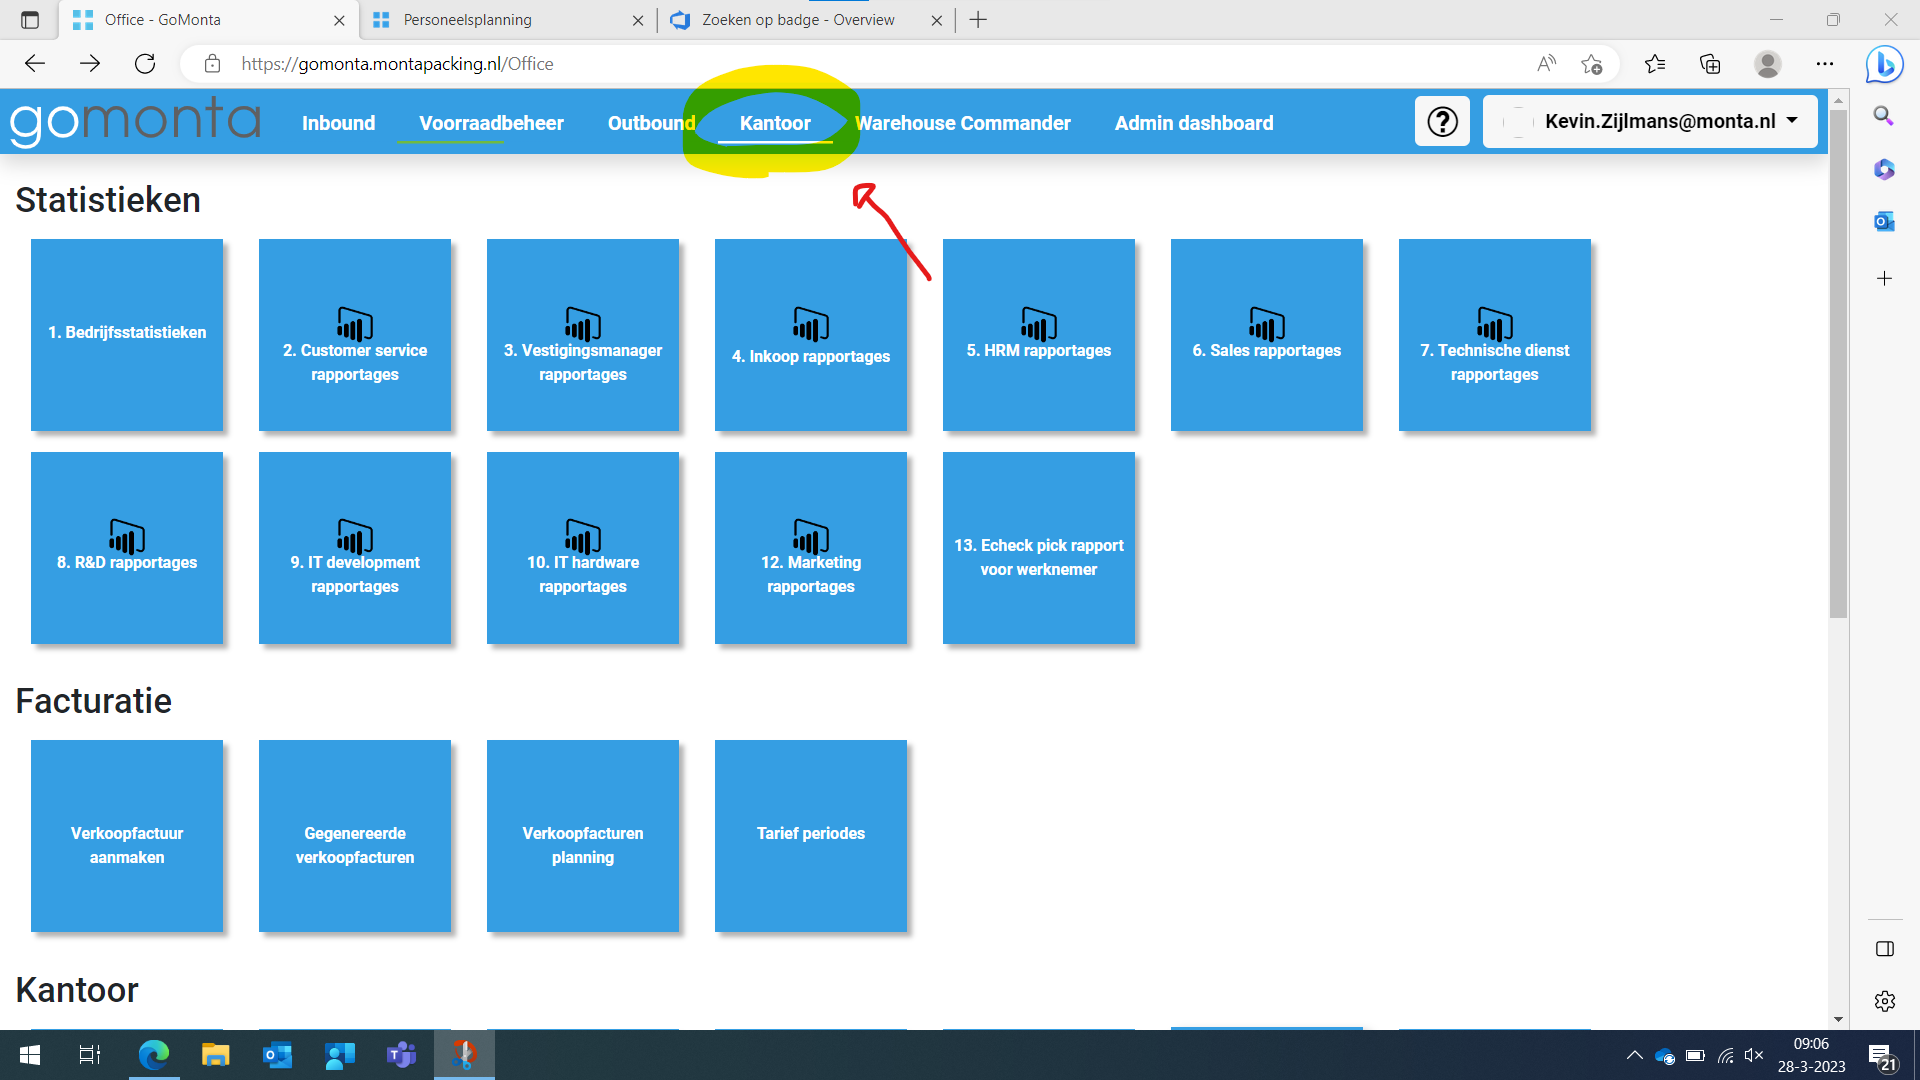 Office - GoMonta
Personeelsplanning
Zoeken op badge - Overview
https://gomonta.montapacking.nl/Office
gomonta
Inbound
Voorraadbeheer
Outbound
Kantoor
Warehouse Commander
Admin dashboard
?
Kevin.Zijlmans@monta.nl
Statistieken
1. Bedrijfsstatistieken
2. Customer service
rapportages
3. Vestigingsmanager
rapportages
4. Inkoop rapportages
5. HRM rapportages
6. Sales rapportages
7. Technische dienst
rapportages
8. R&D rapportages
9. IT development
rapportages
10. IT hardware
rapportages
12. Marketing
rapportages
13. Echeck pick rapport
voor werknemer
Facturatie
Verkoopfactuur
aanmaken
Gegenereerde
verkoopfacturen
Verkoopfacturen
planning
Tarief periodes
Kantoor
09:06
28-3-2023
21